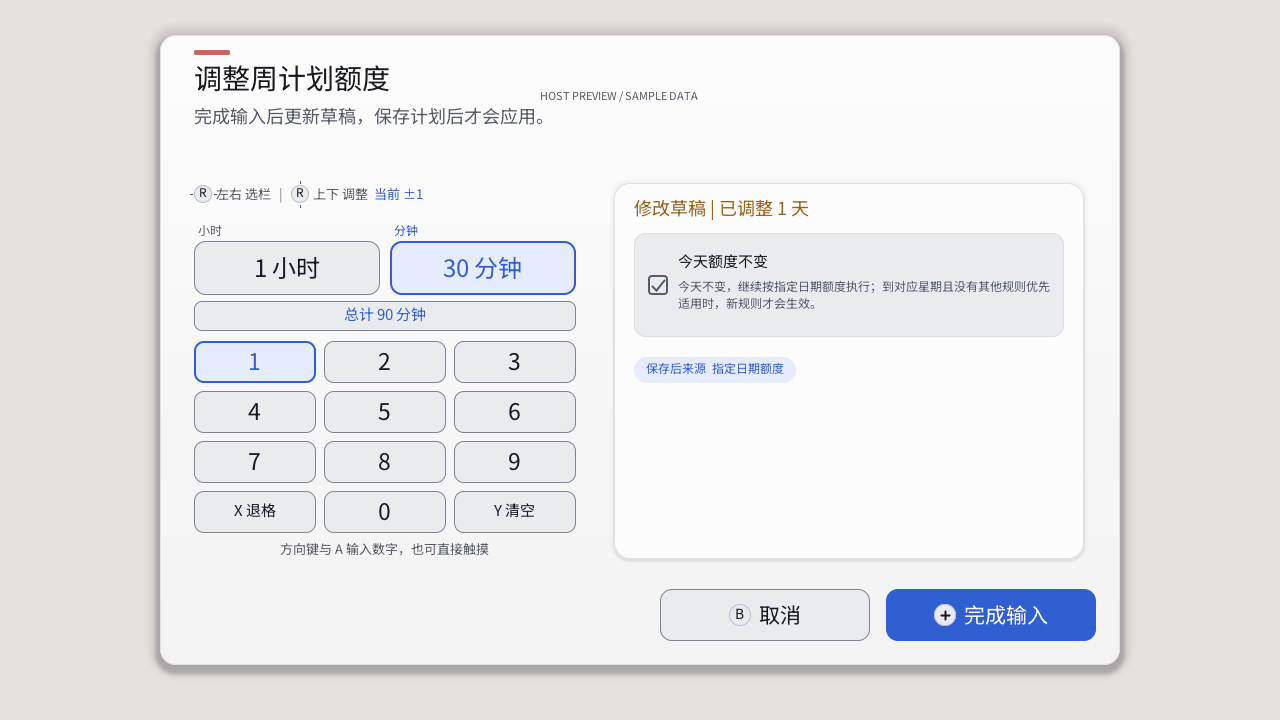 调整周计划额度
HOST PREVIEW / SAMPLE DATA
完成输入后更新草稿，保存计划后才会应用。
-R-左右 选栏 | R 上下 调整 当前 ±1
小时
分钟
1 小时
30 分钟
总计 90 分钟
1
2
3
4
5
6
7
8
9
X 退格
0
Y 清空
方向键与 A 输入数字，也可直接触摸
修改草稿 | 已调整 1 天
今天额度不变
今天不变，继续按指定日期额度执行；到对应星期且没有其他规则优先
适用时，新规则才会生效。
保存后来源 指定日期额度
B 取消
+ 完成输入